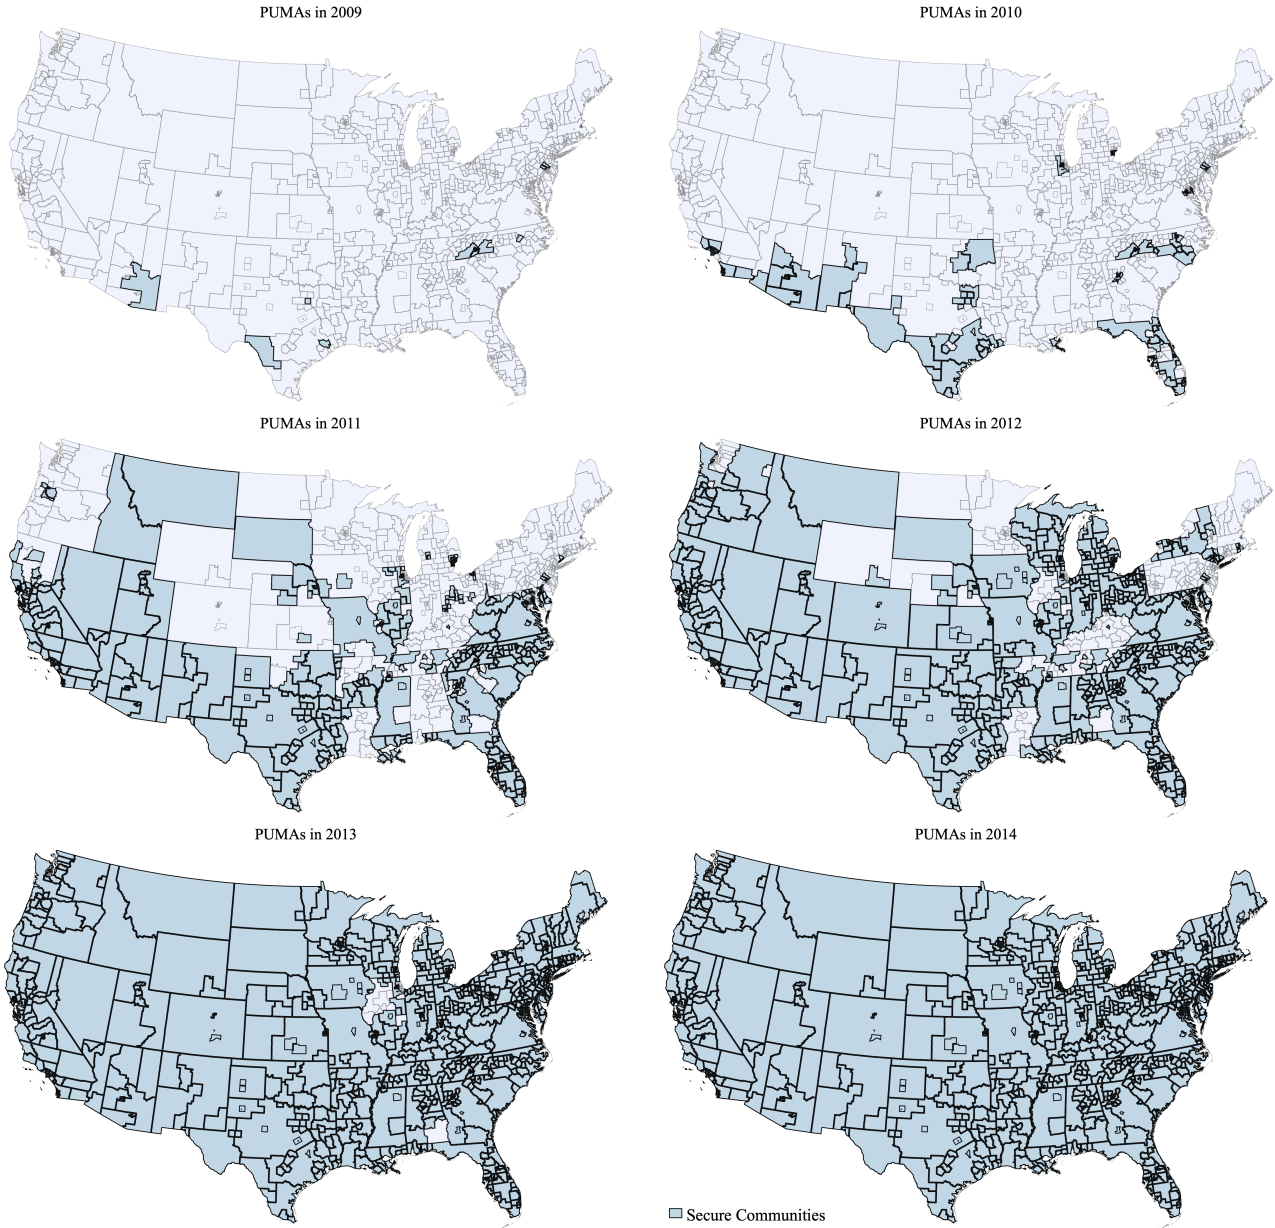 PUMAs in 2009
PUMAs in 2010
PUMAs in 2011
PUMAs in 2012
PUMAs in 2013
PUMAs in 2014
Secure Communities